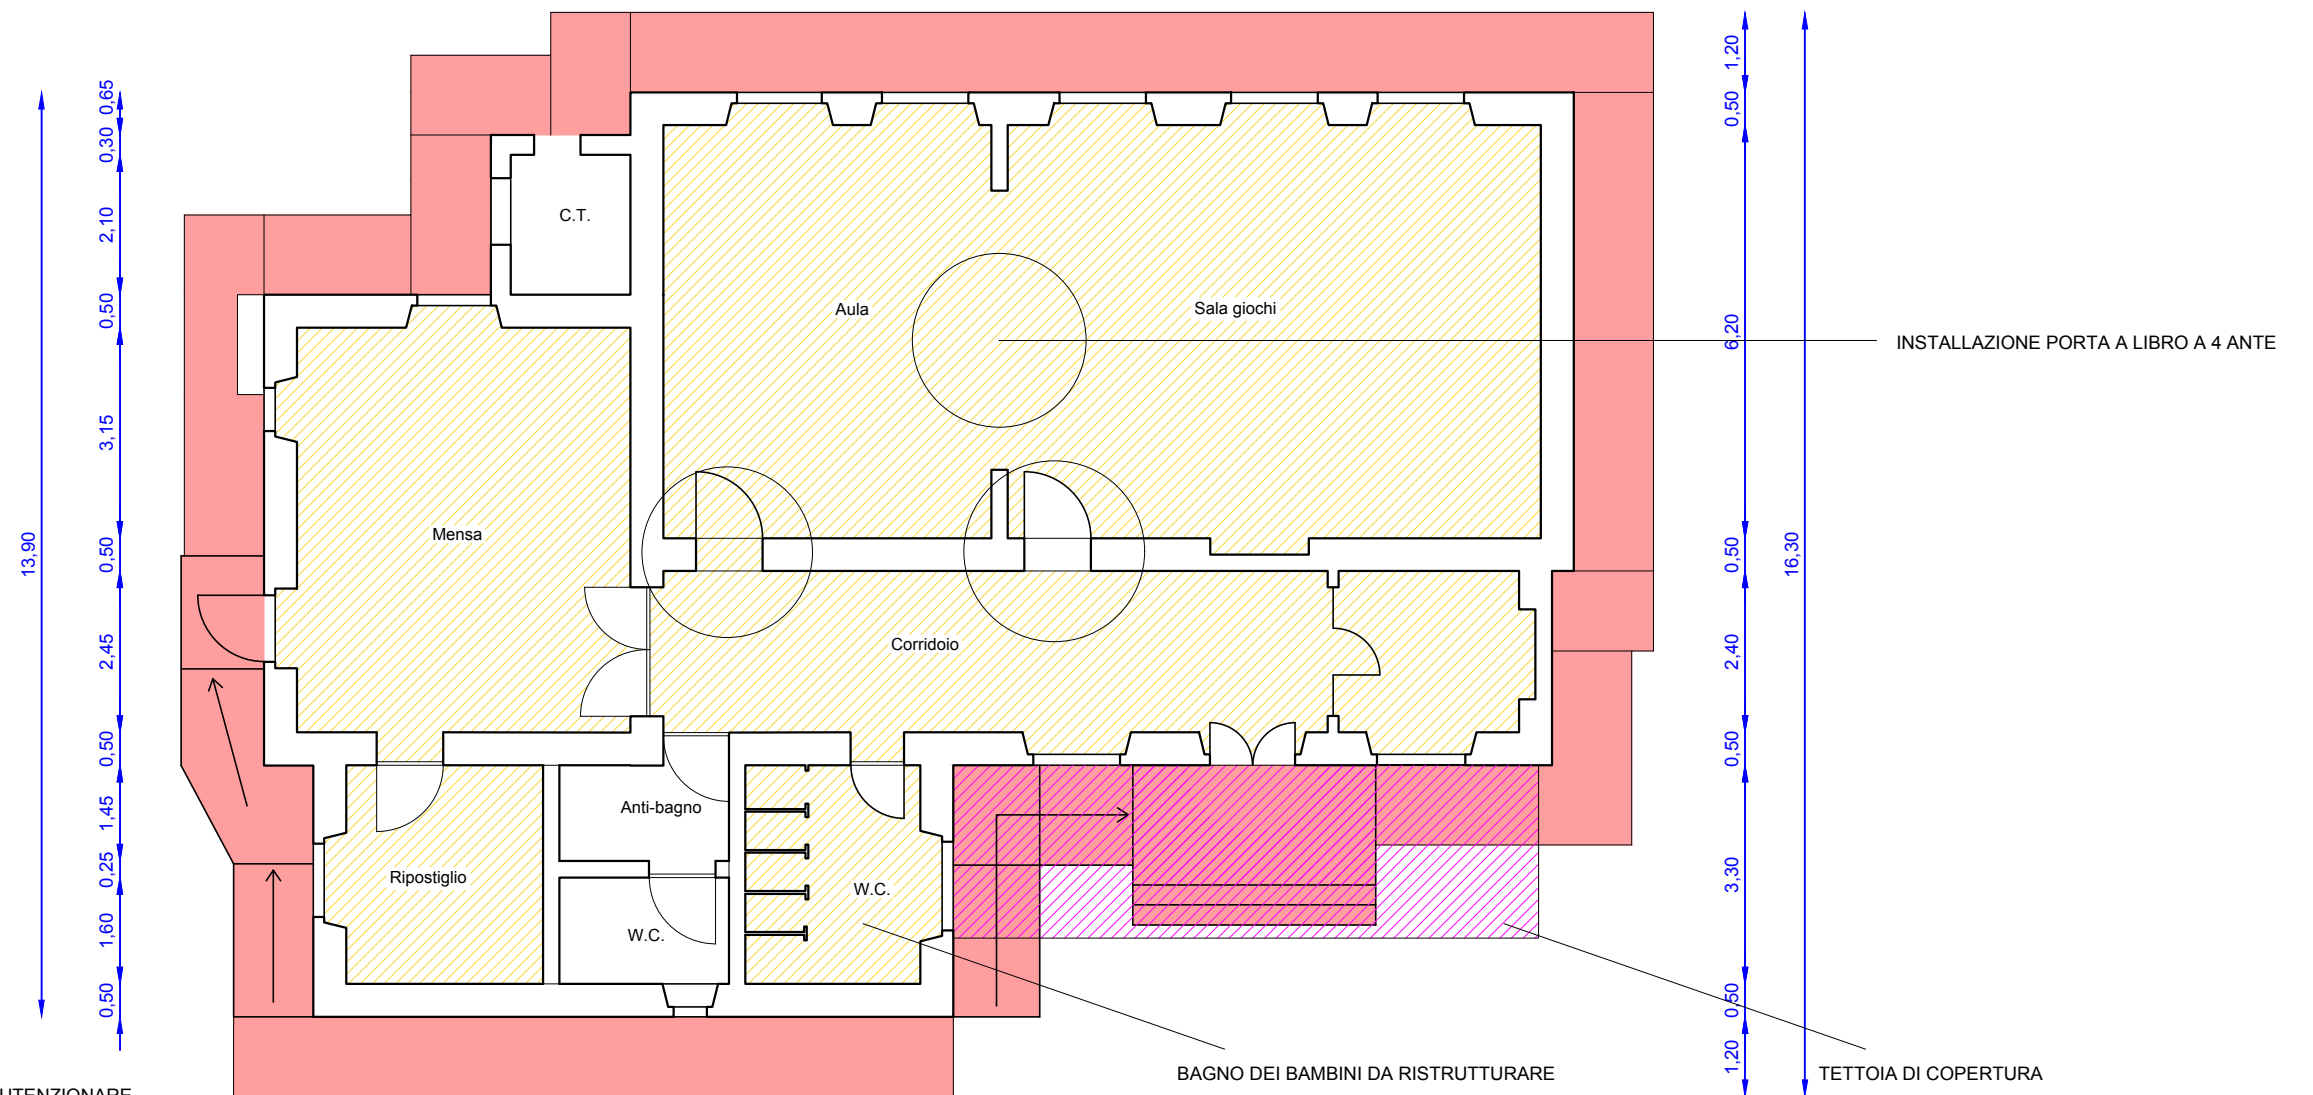 C.T.
Aula
Sala giochi
INSTALLAZIONE PORTA A LIBRO A 4 ANTE
Mensa
Corridoio
Anti-bagno
Ripostiglio
W.C.
W.C.
BAGNO DEI BAMBINI DA RISTRUTTURARE
TETTOIA DI COPERTURA
13,90
0,65
0,30
2,10
0,50
3,15
0,50
2,45
0,50
1,45
0,25
1,60
0,50
1,20
0,50
6,20
0,50
2,40
0,50
3,30
0,50
1,20
16,30